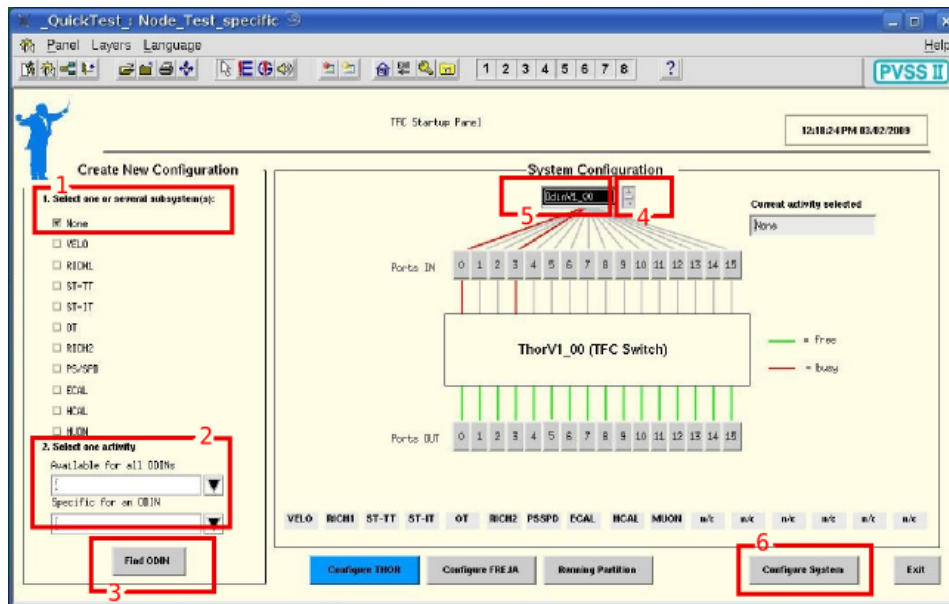 _QuickTest_: Node_Test_specific
Panel Layers Language Help
1 2 3 4 5 6 7 8 ?
PVSS II
TFC Startup Panel
12:18:24 PM 03/02/2009
Create New Configuration
1
1. Select one or several subsystem(s):
None
VELO
RICH1
ST-TT
ST-IT
OT
RICH2
PS/SPD
ECAL
HCAL
MUON
2
2. Select one activity
Available for all ODINs
Specific for an ODIN
Find ODIN
3
System Configuration
OdinV1_00
5
4
Current activity selected
None
Ports IN 0 1 2 3 4 5 6 7 8 9 10 11 12 13 14 15
ThorV1_00 (TFC Switch)
= free
= busy
Ports OUT 0 1 2 3 4 5 6 7 8 9 10 11 12 13 14 15
VELO RICH1 ST-TT ST-IT OT RICH2 PSSPD ECAL HCAL MUON n/c n/c n/c n/c n/c n/c
6
Configure THOR Configure FREJA Running Partition Configure System Exit